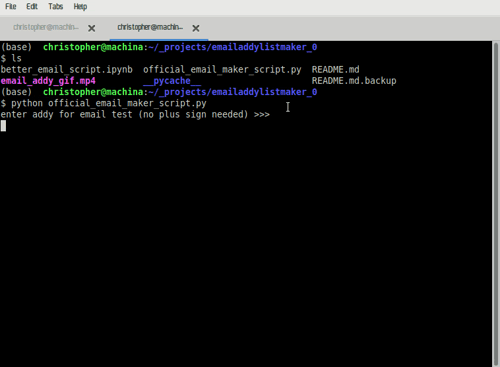 File Edit Tabs Help
christopher@machin... christopher@machin...
(base) christopher@machina:~/_projects/emailaddylistmaker_0
$ ls
better_email_script.ipynb official_email_maker_script.py README.md
email_addy_gif.mp4 __pycache__ README.md.backup
(base) christopher@machina:~/_projects/emailaddylistmaker_0
$ python official_email_maker_script.py
enter addy for email test (no plus sign needed) >>>